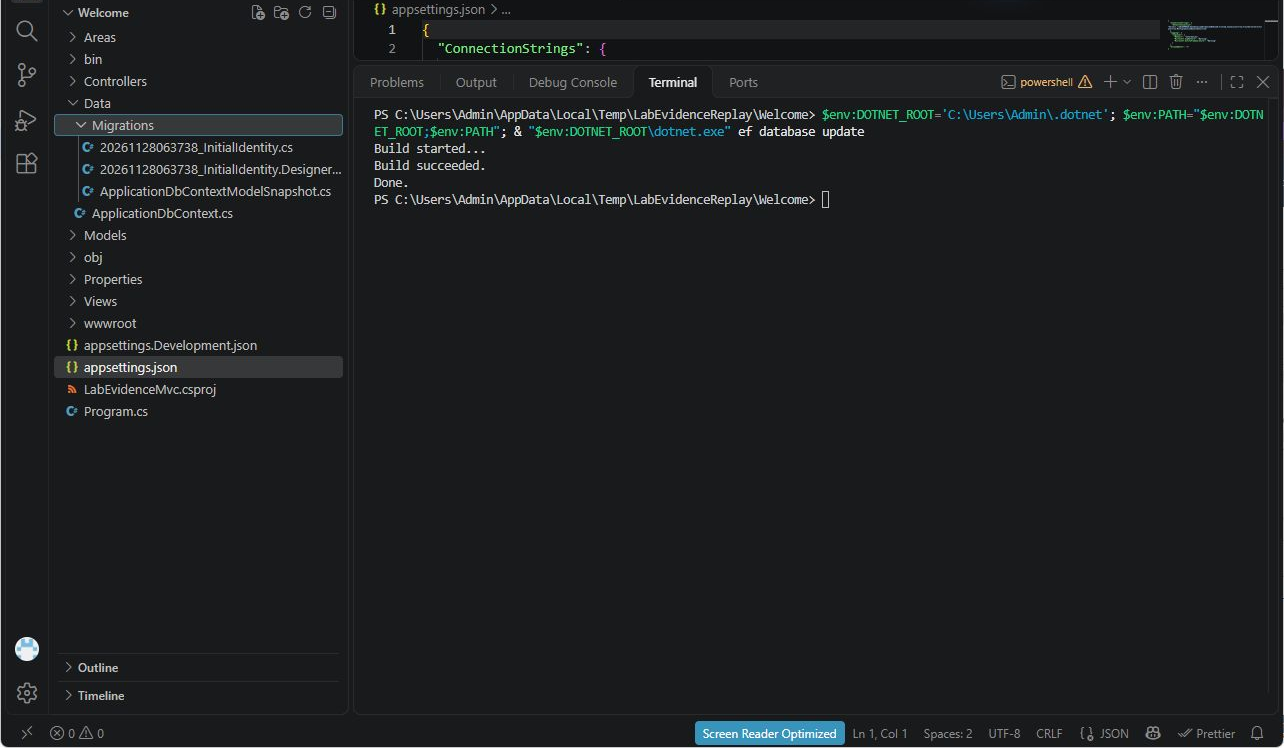 Welcome
Areas
bin
Controllers
Data
Migrations
20261128063738_InitialIdentity.cs
20261128063738_InitialIdentity.Designer...
ApplicationDbContextModelSnapshot.cs
ApplicationDbContext.cs
Models
obj
Properties
Views
wwwroot
{} appsettings.Development.json
{} appsettings.json
LabEvidenceMvc.csproj
C# Program.cs
Outline
Timeline
{} appsettings.json > ...
1 {
2 "ConnectionStrings": {
Problems Output Debug Console Terminal Ports
powershell
PS C:\Users\Admin\AppData\Local\Temp\LabEvidenceReplay\Welcome> $env:DOTNET_ROOT='C:\Users\Admin\.dotnet'; $env:PATH="$env:DOTN
ET_ROOT;$env:PATH"; & "$env:DOTNET_ROOT\dotnet.exe" ef database update
Build started...
Build succeeded.
Done.
PS C:\Users\Admin\AppData\Local\Temp\LabEvidenceReplay\Welcome>
0 0 Screen Reader Optimized Ln 1, Col 1 Spaces: 2 UTF-8 CRLF {} JSON Prettier